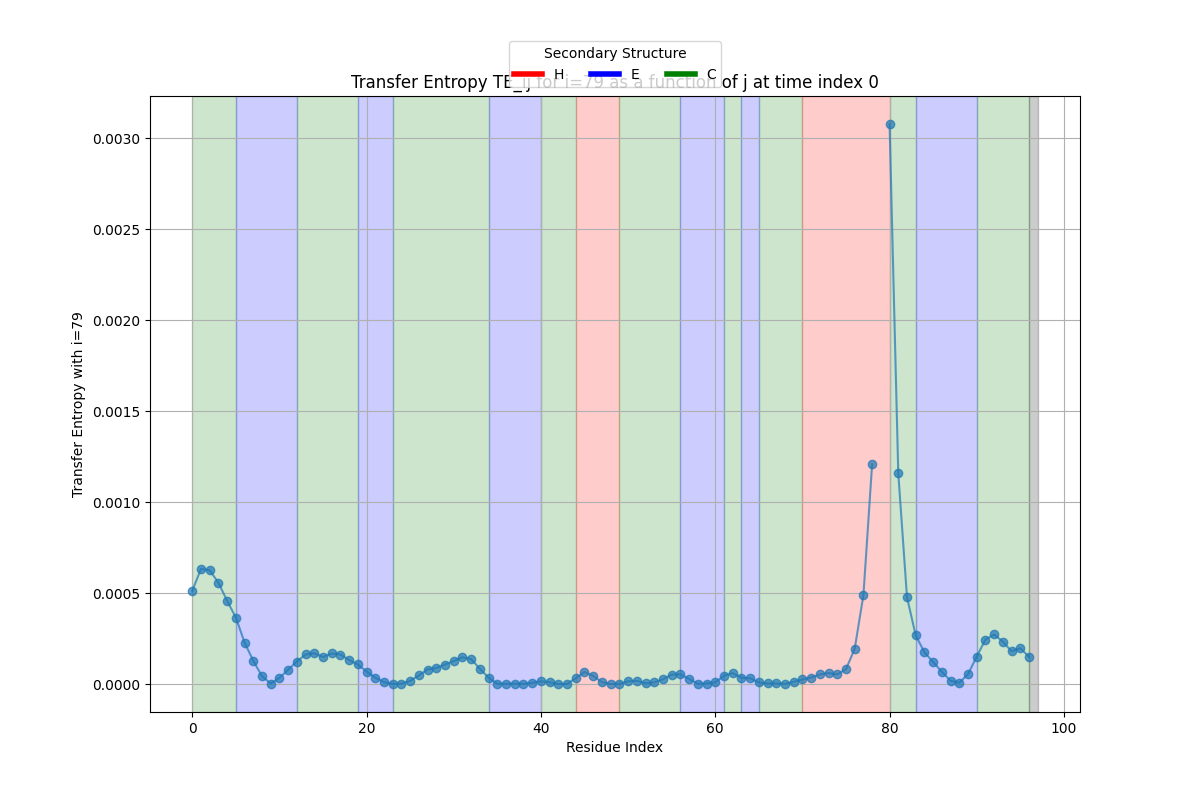 Secondary Structure
H E C
Transfer Entropy TE_ij for i=79 as a function of j at time index 0
Transfer Entropy with i=79
0.0030
0.0025
0.0020
0.0015
0.0010
0.0005
0.0000
0 20 40 60 80 100
Residue Index